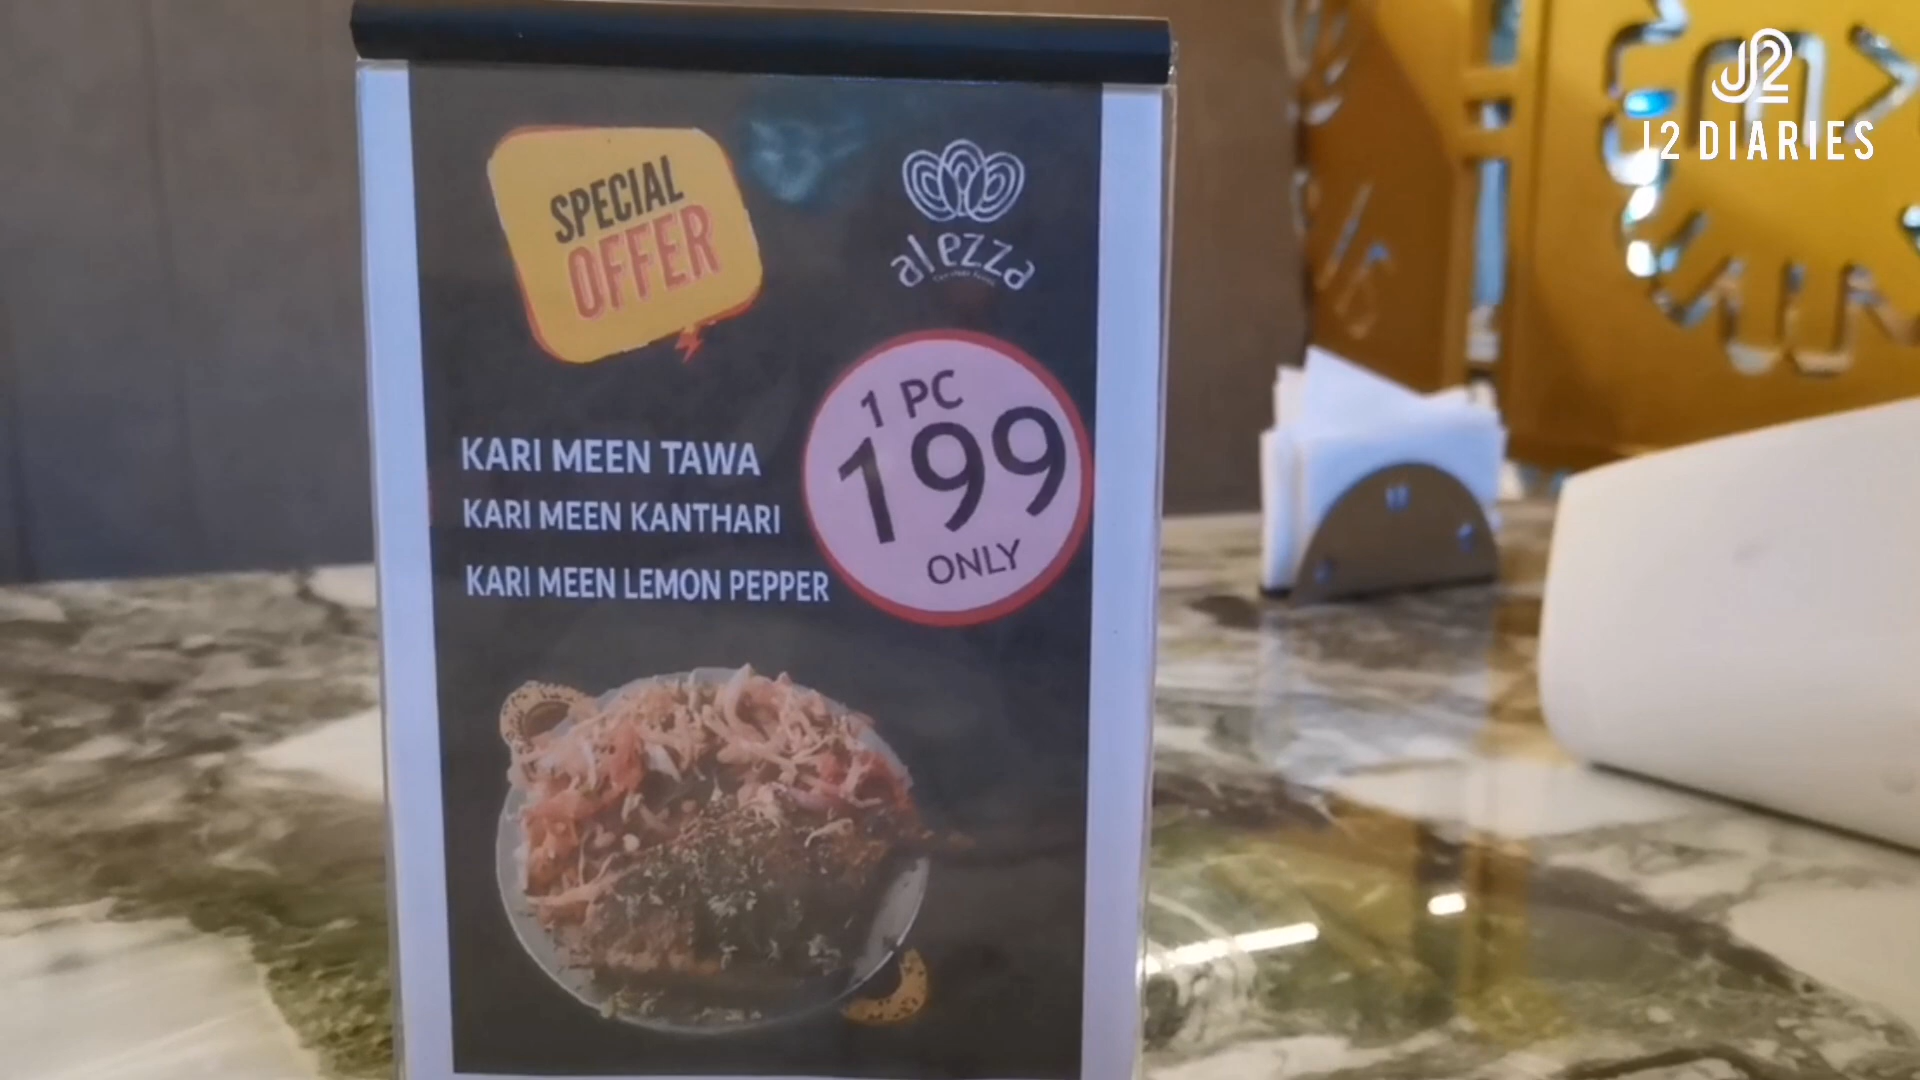 J2
J2 DIARIES
SPECIAL
OFFER
alezza
1 PC
199
ONLY
KARI MEEN TAWA
KARI MEEN KANTHARI
KARI MEEN LEMON PEPPER